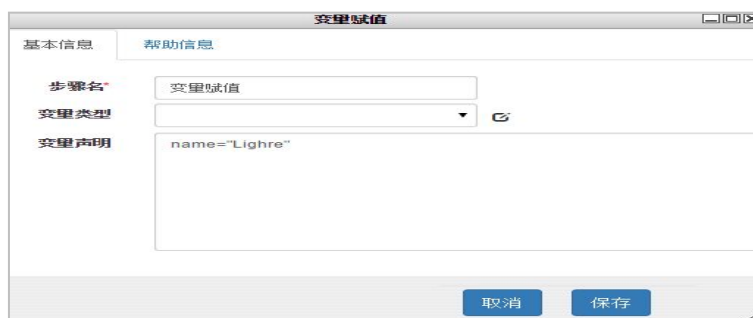 变量赋值
基本信息 帮助信息
步骤名* 变量赋值
变量类型
变量声明 name="Lighre"
取消 保存